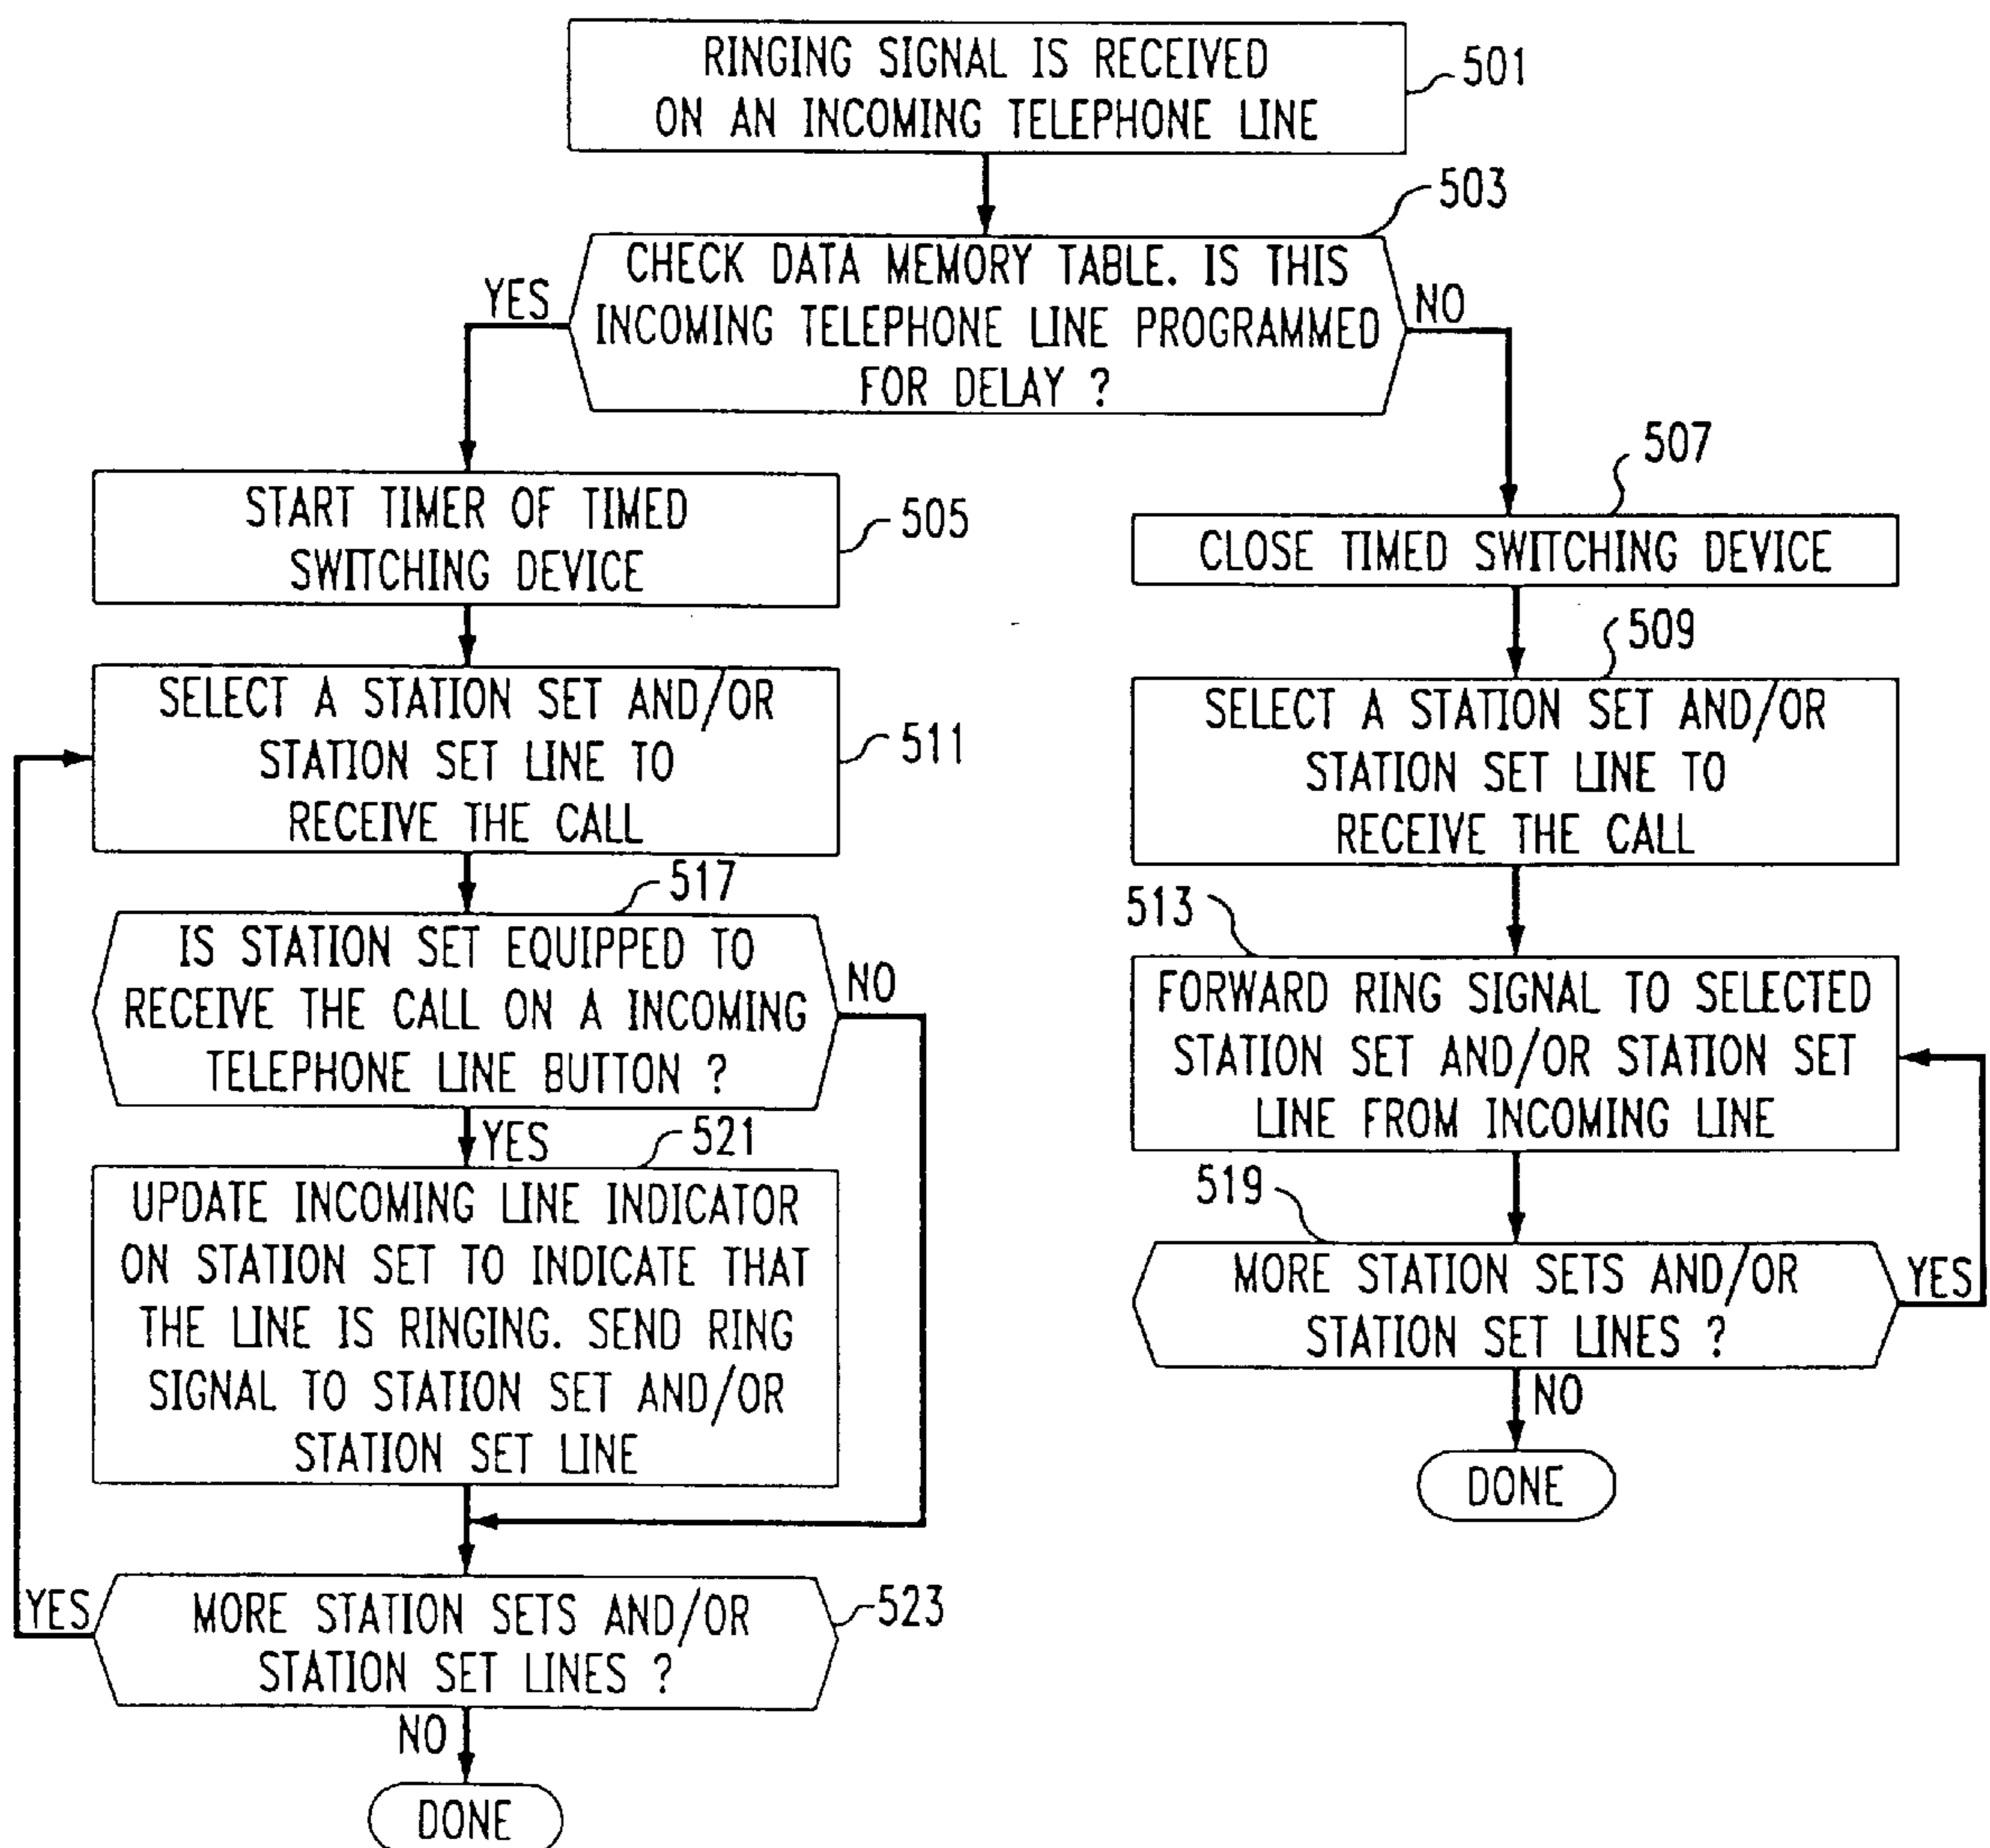 RINGING SIGNAL IS RECEIVED
ON AN INCOMING TELEPHONE LINE
501
503
CHECK DATA MEMORY TABLE. IS THIS
INCOMING TELEPHONE LINE PROGRAMMED
FOR DELAY ?
YES
NO
START TIMER OF TIMED
SWITCHING DEVICE
505
507
CLOSE TIMED SWITCHING DEVICE
SELECT A STATION SET AND/OR
STATION SET LINE TO
RECEIVE THE CALL
511
509
SELECT A STATION SET AND/OR
STATION SET LINE TO
RECEIVE THE CALL
517
IS STATION SET EQUIPPED TO
RECEIVE THE CALL ON A INCOMING
TELEPHONE LINE BUTTON ?
NO
YES
513
FORWARD RING SIGNAL TO SELECTED
STATION SET AND/OR STATION SET
LINE FROM INCOMING LINE
521
UPDATE INCOMING LINE INDICATOR
ON STATION SET TO INDICATE THAT
THE LINE IS RINGING. SEND RING
SIGNAL TO STATION SET AND/OR
STATION SET LINE
519
MORE STATION SETS AND/OR
STATION SET LINES ?
YES
NO
DONE
YES
MORE STATION SETS AND/OR
STATION SET LINES ?
523
NO
DONE